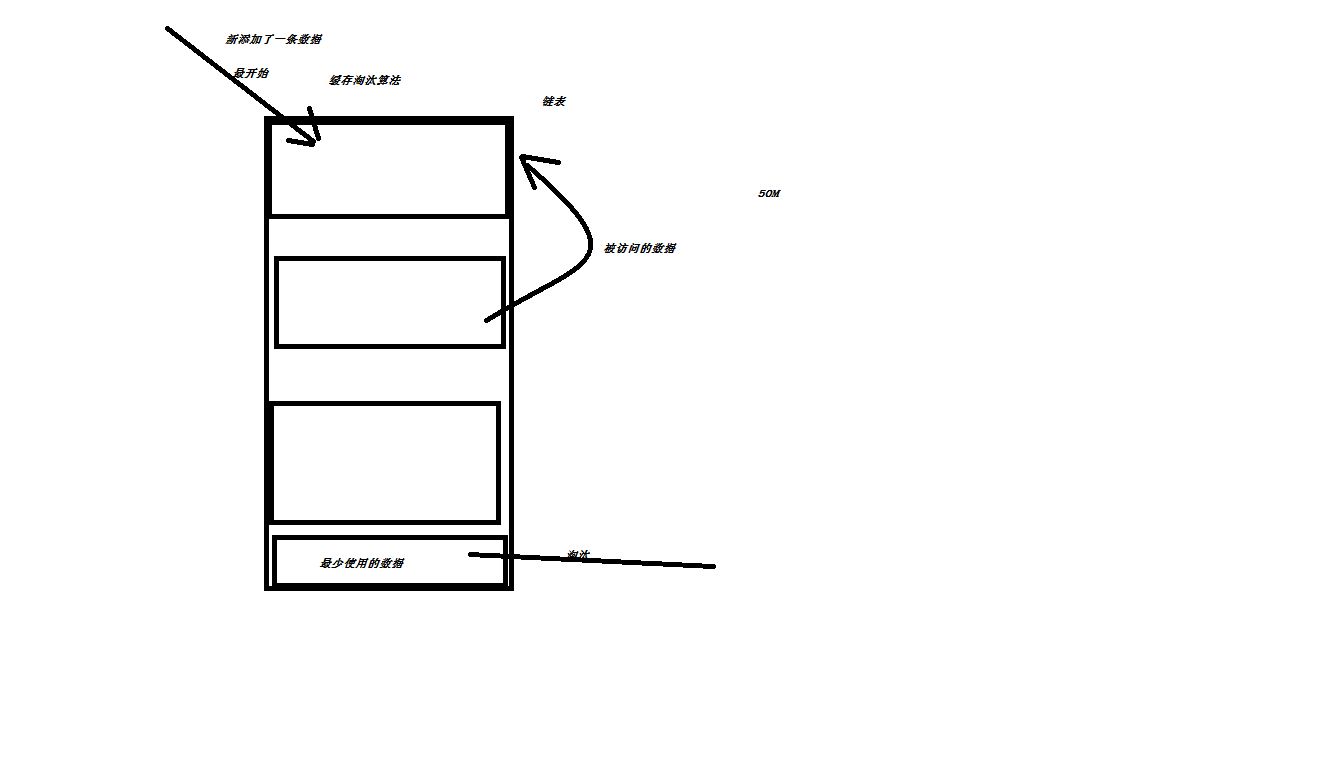 新添加了一条数据
最开始
缓存淘汰算法
链表
50M
被访问的数据
淘汰
最少使用的数据